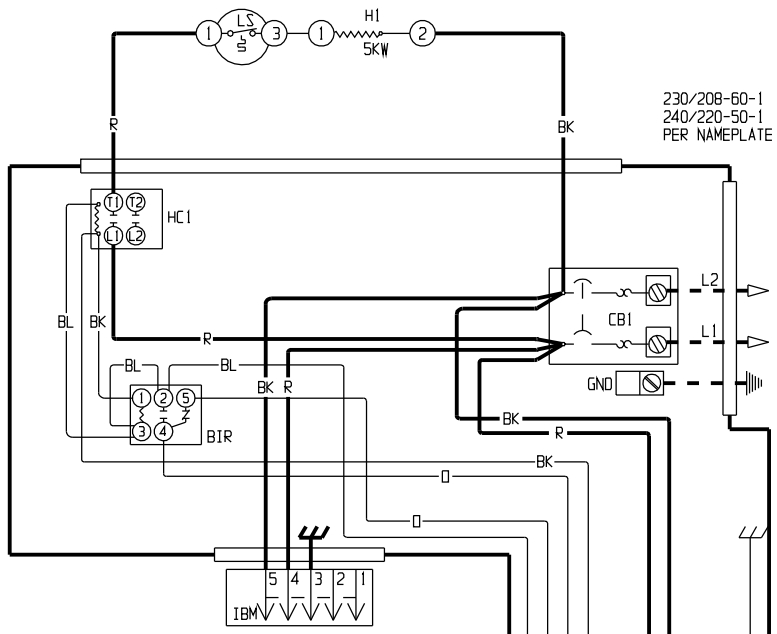 LS
H1
1 3 1 2
5KW
230/208-60-1
240/220-50-1
PER NAMEPLATE
R
BK
T1 T2
HC1
L1 L2
L2
BL BK
CB1
L1
R
BL BL
BK R
GND
1 2 5
BK
3 4
BIR
R
BK
O
O
5 4 3 2 1
IBM